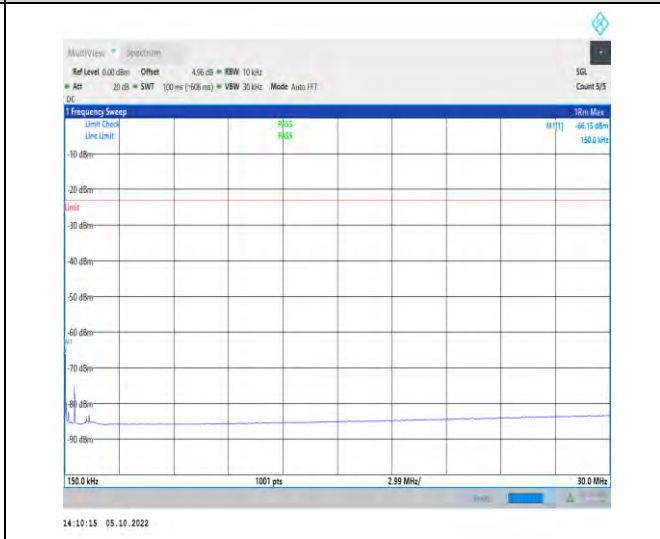 MultiView Spectrum
Ref Level 0.00 dBm Offset 4.96 dB RBW 10 kHz SGL
Att 20 dB SWT 100 ms (~606 ms) VBW 30 kHz Mode Auto FFT Count 5/5
DC
1 Frequency Sweep 1Rm Max
Limit Check PASS M1[1] -66.15 dBm
Line Limit PASS 150.0 kHz
-10 dBm
-20 dBm
Limit
-30 dBm
-40 dBm
-50 dBm
-60 dBm
M1
-70 dBm
-80 dBm
-90 dBm
150.0 kHz 1001 pts 2.99 MHz/ 30.0 MHz
14:10:15 05.10.2022